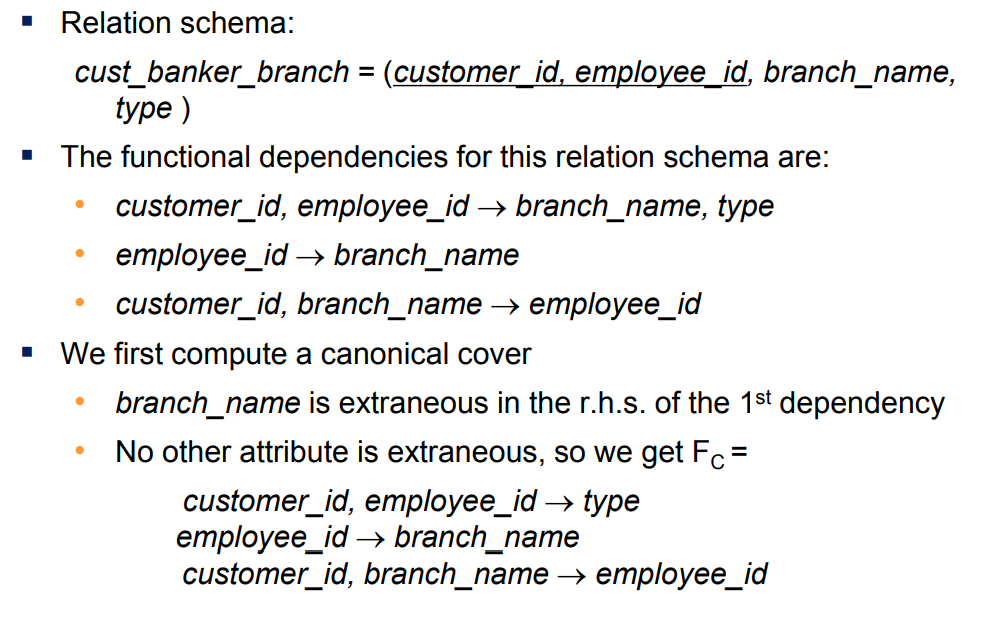 ▪ Relation schema:
cust_banker_branch = (customer_id, employee_id, branch_name,
type )
▪ The functional dependencies for this relation schema are:
• customer_id, employee_id → branch_name, type
• employee_id → branch_name
• customer_id, branch_name → employee_id
▪ We first compute a canonical cover
• branch_name is extraneous in the r.h.s. of the 1st dependency
• No other attribute is extraneous, so we get FC =
customer_id, employee_id → type
employee_id → branch_name
customer_id, branch_name → employee_id